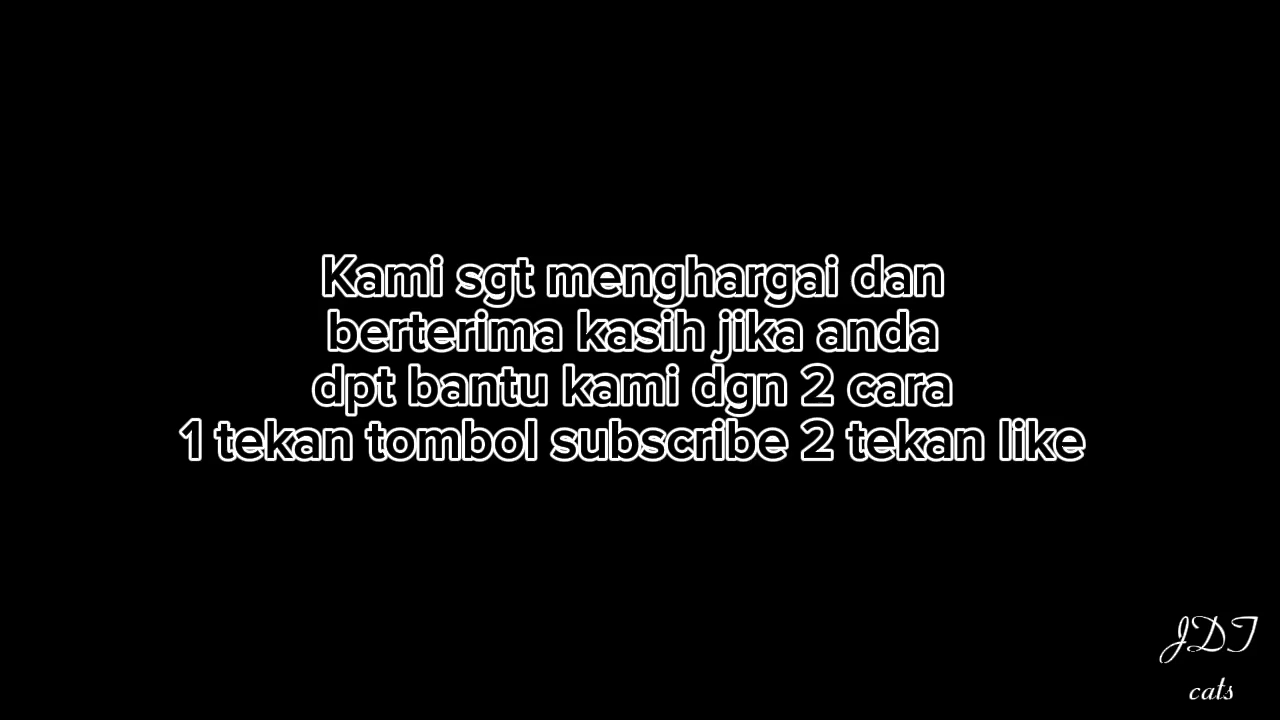 Kami sgt menghargai dan
berterima kasih jika anda
dpt bantu kami dgn 2 cara
1 tekan tombol subscribe 2 tekan like
JDT
cats